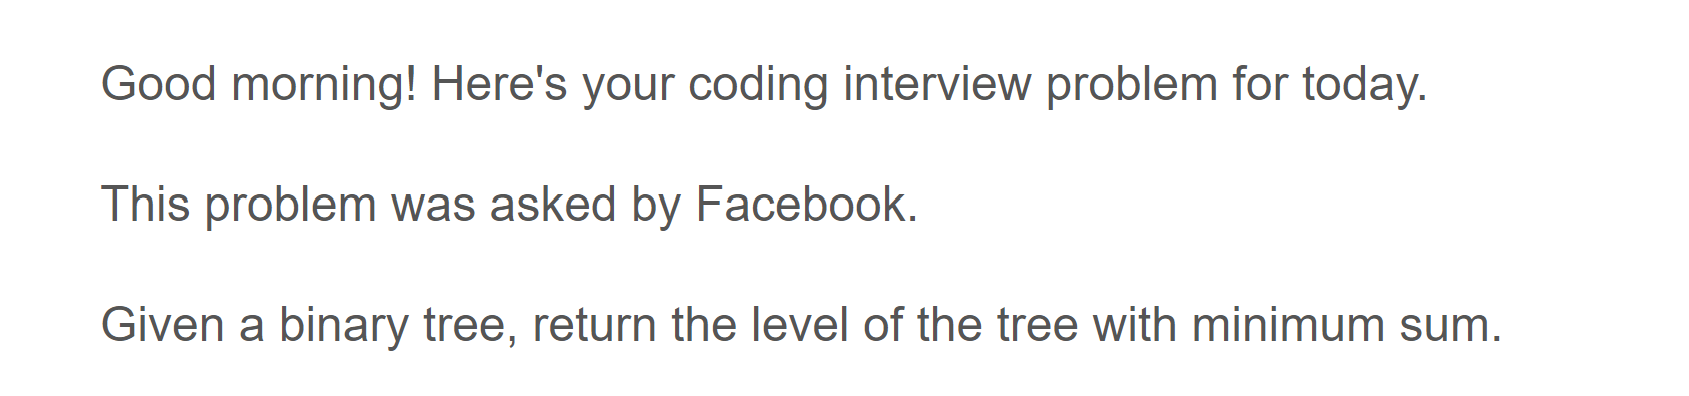 Good morning! Here's your coding interview problem for today.
This problem was asked by Facebook.
Given a binary tree, return the level of the tree with minimum sum.